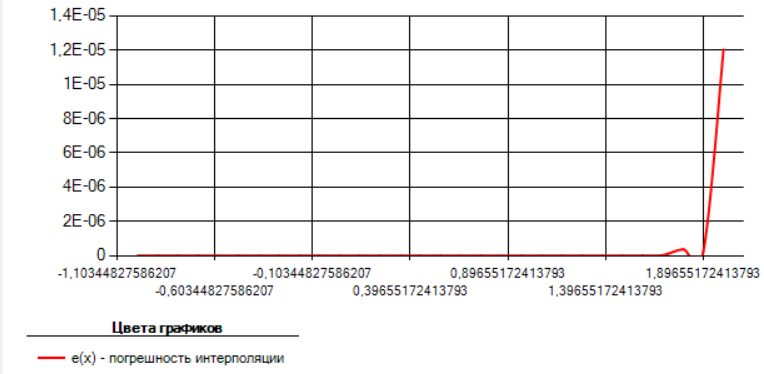 1,4E-05
1,2E-05
1E-05
8E-06
6E-06
4E-06
2E-06
0
-1,10344827586207
-0,10344827586207
0,896551724137931
1,89655172413793
-0,60344827586207
0,39655172413793
1,39655172413793
Цвета графиков
e(x) - погрешность интерполяции